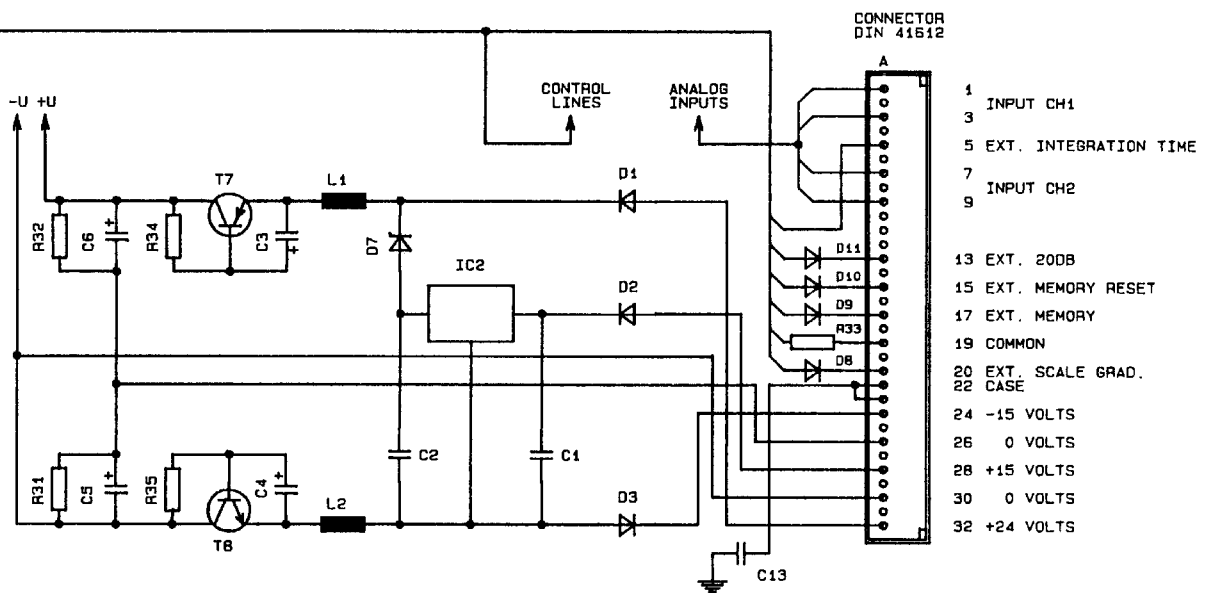 CONNECTOR
DIN 41612
A
-U +U
CONTROL
LINES
ANALOG
INPUTS
1
INPUT CH1
3
5 EXT. INTEGRATION TIME
7
INPUT CH2
9
T7
L1
D1
R32
C6
R34
C3
D7
IC2
D2
D11
13 EXT. 20DB
D10
15 EXT. MEMORY RESET
D9
17 EXT. MEMORY
R33
19 COMMON
D8
20 EXT. SCALE GRAD.
22 CASE
24 -15 VOLTS
26 0 VOLTS
28 +15 VOLTS
30 0 VOLTS
32 +24 VOLTS
R31
C5
R35
C4
L2
C2
C1
D3
T8
C13
+
+
+
+